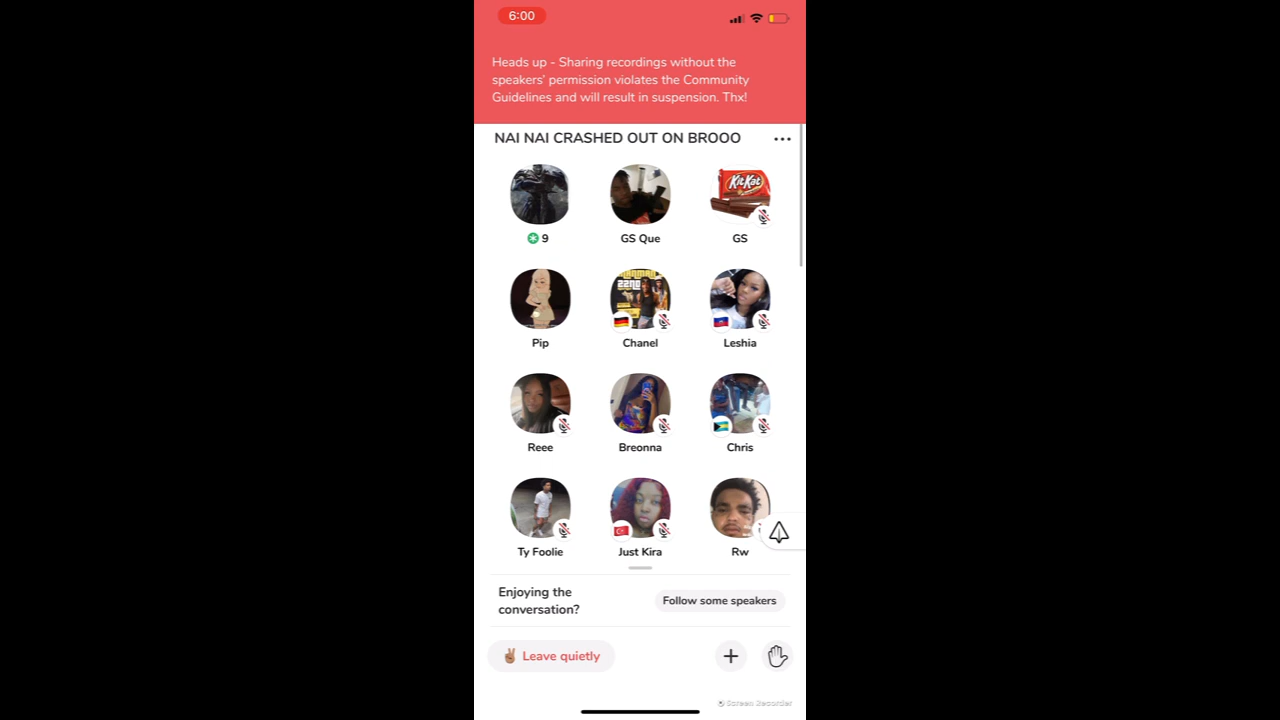 6:00
Heads up - Sharing recordings without the
speakers' permission violates the Community
Guidelines and will result in suspension. Thx!
NAI NAI CRASHED OUT ON BROOO
KitKat
9
GS Que
GS
2270
Pip
Chanel
Leshia
Reee
Breonna
Chris
Ty Foolie
Just Kira
Rw
Enjoying the
conversation?
Follow some speakers
Leave quietly
Screen Recorder